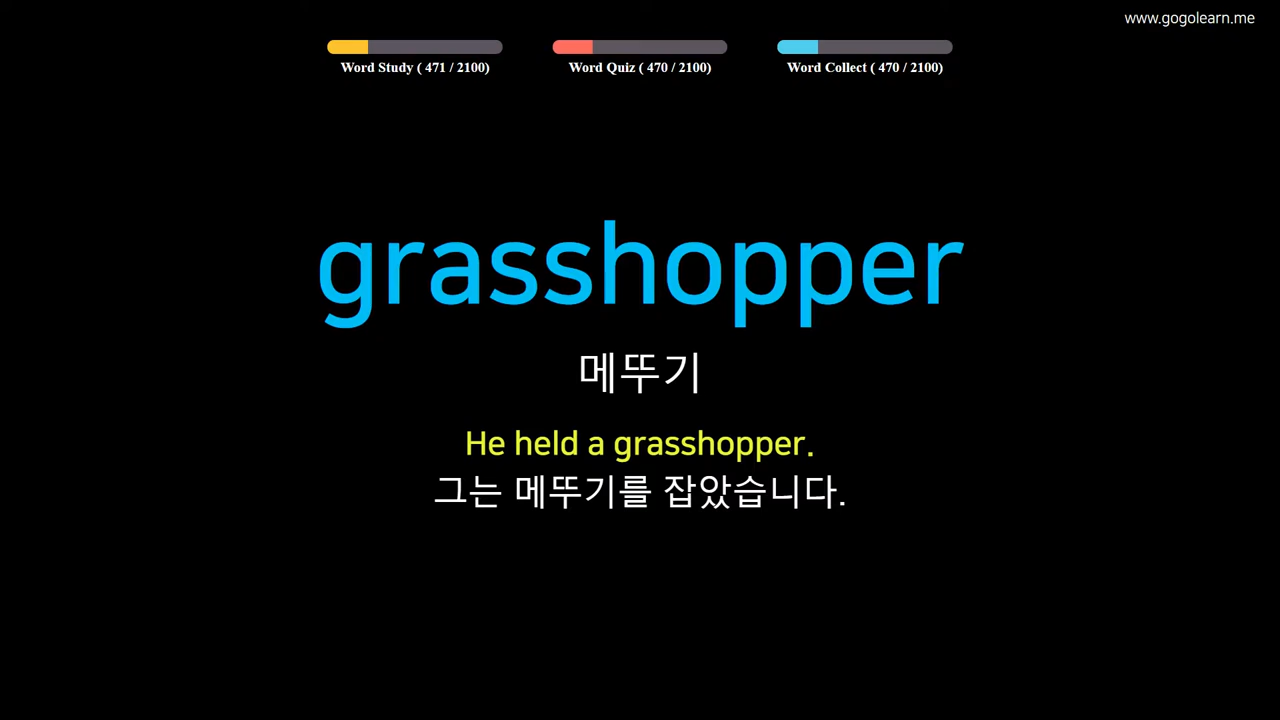 www.gogolearn.me
Word Study ( 471 / 2100) Word Quiz ( 470 / 2100) Word Collect ( 470 / 2100)
grasshopper
메뚜기
He held a grasshopper.
그는 메뚜기를 잡았습니다.